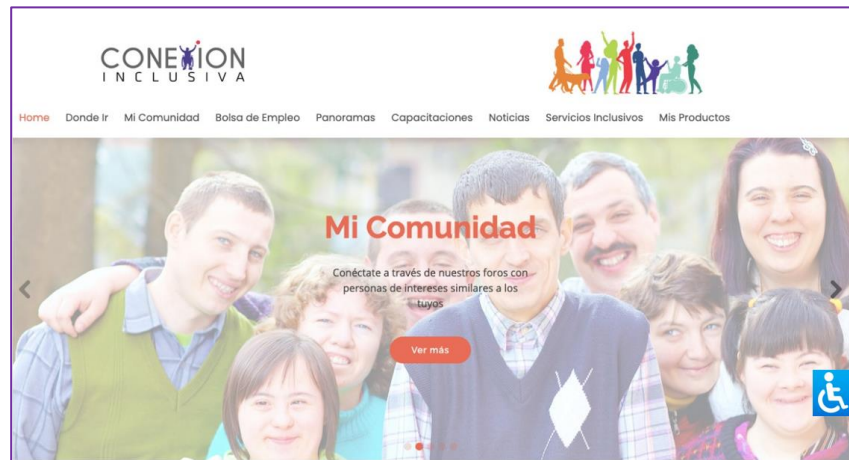 CONEXION
INCLUSIVA
Home Donde Ir Mi Comunidad Bolsa de Empleo Panoramas Capacitaciones Noticias Servicios Inclusivos Mis Productos
Mi Comunidad
Conéctate a través de nuestros foros con
personas de intereses similares a los
tuyos
Ver más